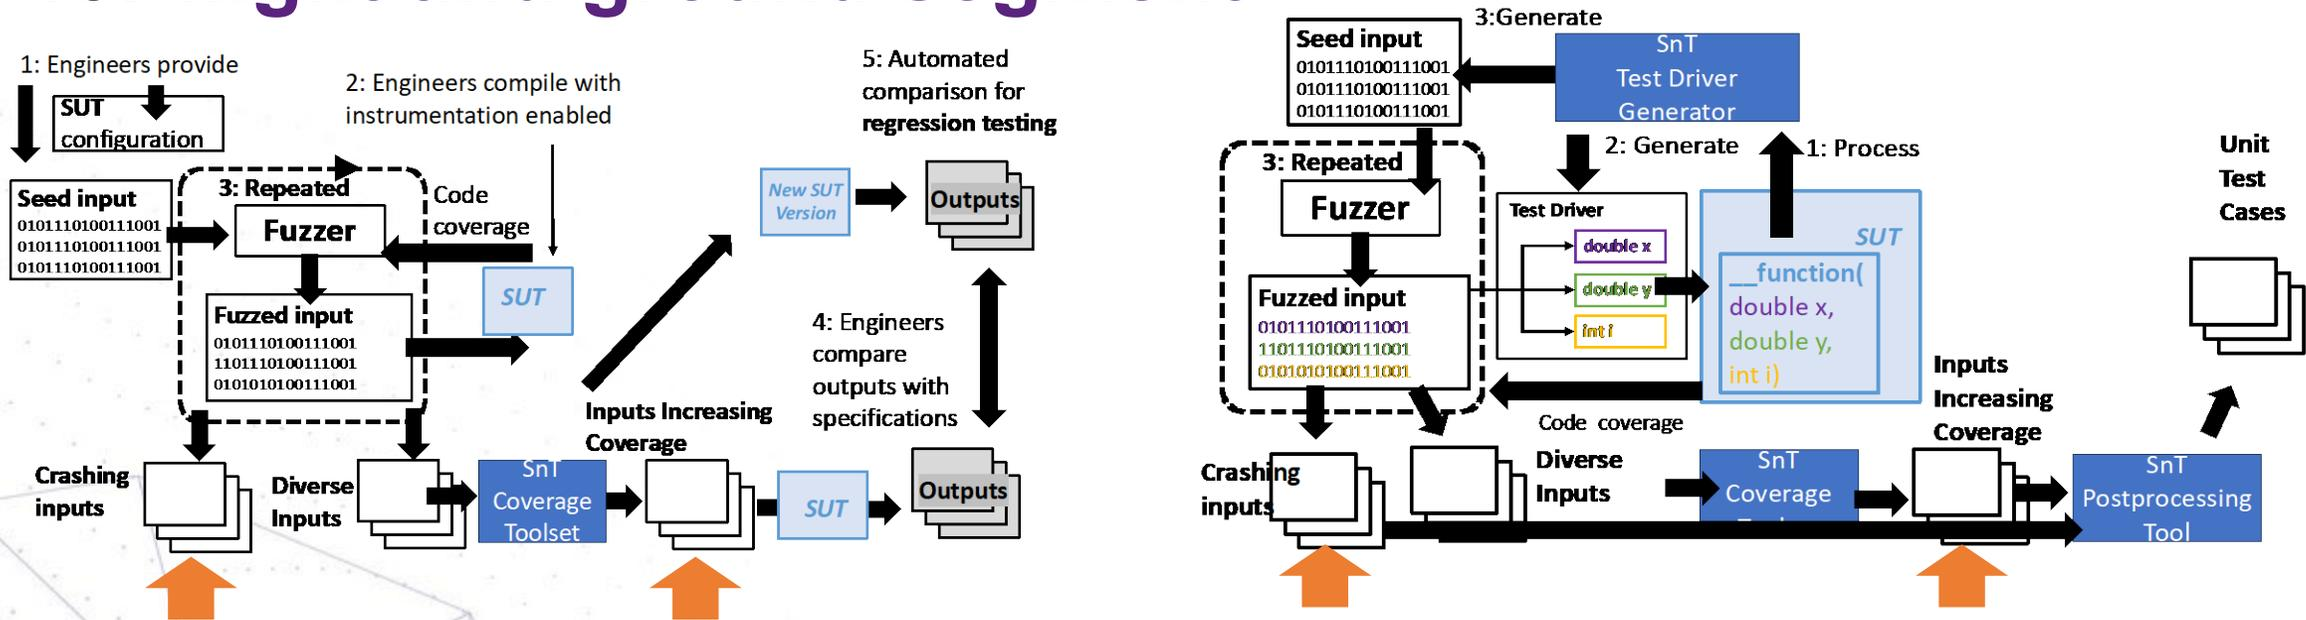 1: Engineers provide
SUT
configuration
2: Engineers compile with
instrumentation enabled
Seed input
0101110100111001
0101110100111001
0101110100111001
3: Repeated
Fuzzer
Code
coverage
SUT
Fuzzed input
0101110100111001
1101110100111001
0101010100111001
Crashing
inputs
Diverse
Inputs
SnT
Coverage
Toolset
Inputs Increasing
Coverage
SUT
Outputs
4: Engineers
compare
outputs with
specifications
New SUT
Version
Outputs
5: Automated
comparison for
regression testing
Seed input
0101110100111001
0101110100111001
0101110100111001
3:Generate
SnT
Test Driver
Generator
2: Generate
1: Process
3: Repeated
Fuzzer
Fuzzed input
0101110100111001
1101110100111001
0101010100111001
Test Driver
double x
double y
int i
SUT
__function(
double x,
double y,
int i)
Code coverage
Crashing
inputs
Diverse
Inputs
SnT
Coverage
Inputs
Increasing
Coverage
SnT
Postprocessing
Tool
Unit
Test
Cases